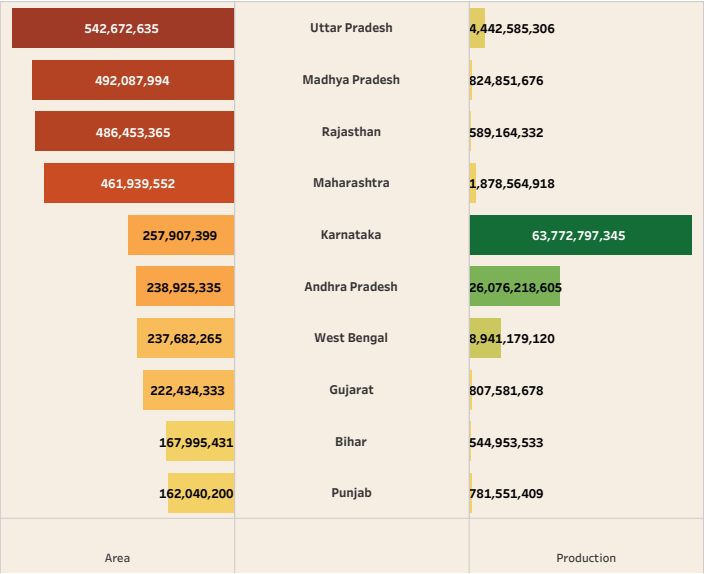 542,672,635 Uttar Pradesh 4,442,585,306
492,087,994 Madhya Pradesh 824,851,676
486,453,365 Rajasthan 589,164,332
461,939,552 Maharashtra 1,878,564,918
257,907,399 Karnataka 63,772,797,345
238,925,335 Andhra Pradesh 26,076,218,605
237,682,265 West Bengal 8,941,179,120
222,434,333 Gujarat 807,581,678
167,995,431 Bihar 544,953,533
162,040,200 Punjab 781,551,409
Area Production